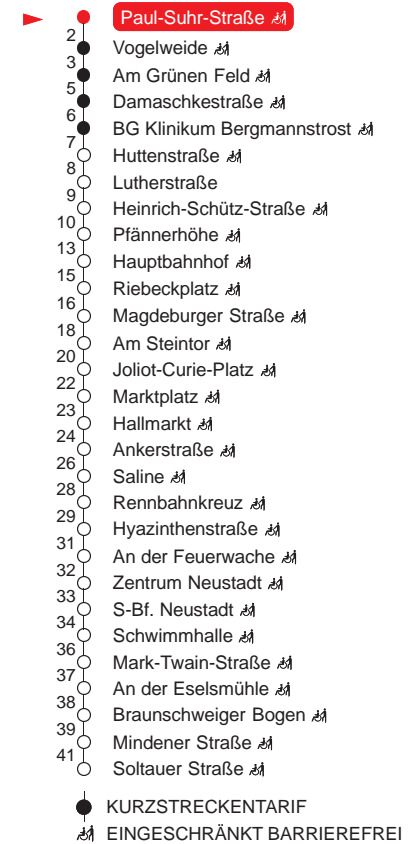 Paul-Suhr-Straße
2
Vogelweide
3
Am Grünen Feld
5
Damaschkestraße
6
BG Klinikum Bergmannstrost
7
Huttenstraße
8
Lutherstraße
9
Heinrich-Schütz-Straße
10
Pfännerhöhe
13
Hauptbahnhof
15
Riebeckplatz
16
Magdeburger Straße
18
Am Steintor
20
Joliot-Curie-Platz
22
Marktplatz
23
Hallmarkt
24
Ankerstraße
26
Saline
28
Rennbahnkreuz
29
Hyazinthenstraße
31
An der Feuerwache
32
Zentrum Neustadt
33
S-Bf. Neustadt
34
Schwimmhalle
36
Mark-Twain-Straße
37
An der Eselsmühle
38
Braunschweiger Bogen
39
Mindener Straße
41
Soltauer Straße
KURZSTRECKENTARIF
EINGESCHRÄNKT BARRIEREFREI